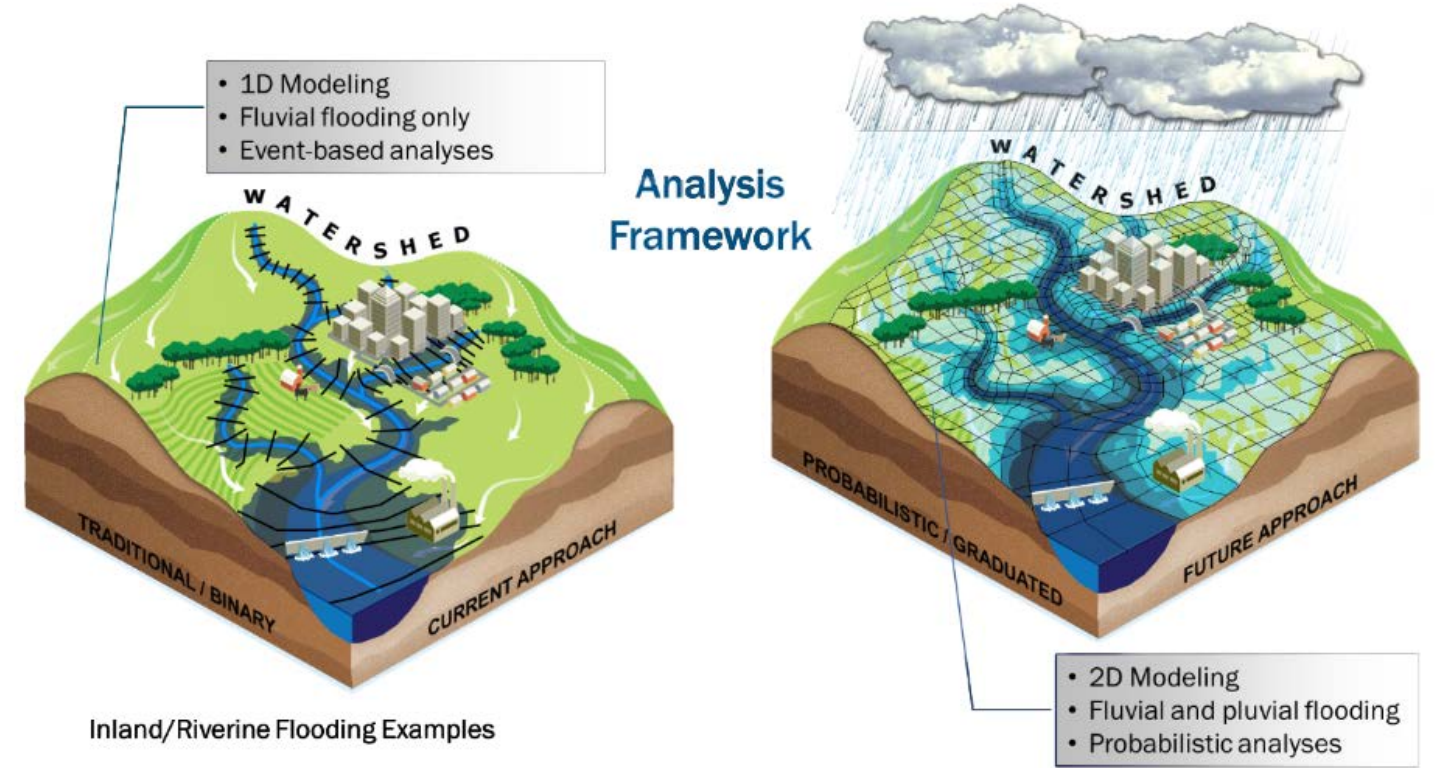 • 1D Modeling
• Fluvial flooding only
• Event-based analyses
WATERSHED
TRADITIONAL / BINARY
CURRENT APPROACH
Inland/Riverine Flooding Examples
Analysis
Framework
WATERSHED
PROBABILISTIC / GRADUATED
FUTURE APPROACH
• 2D Modeling
• Fluvial and pluvial flooding
• Probabilistic analyses